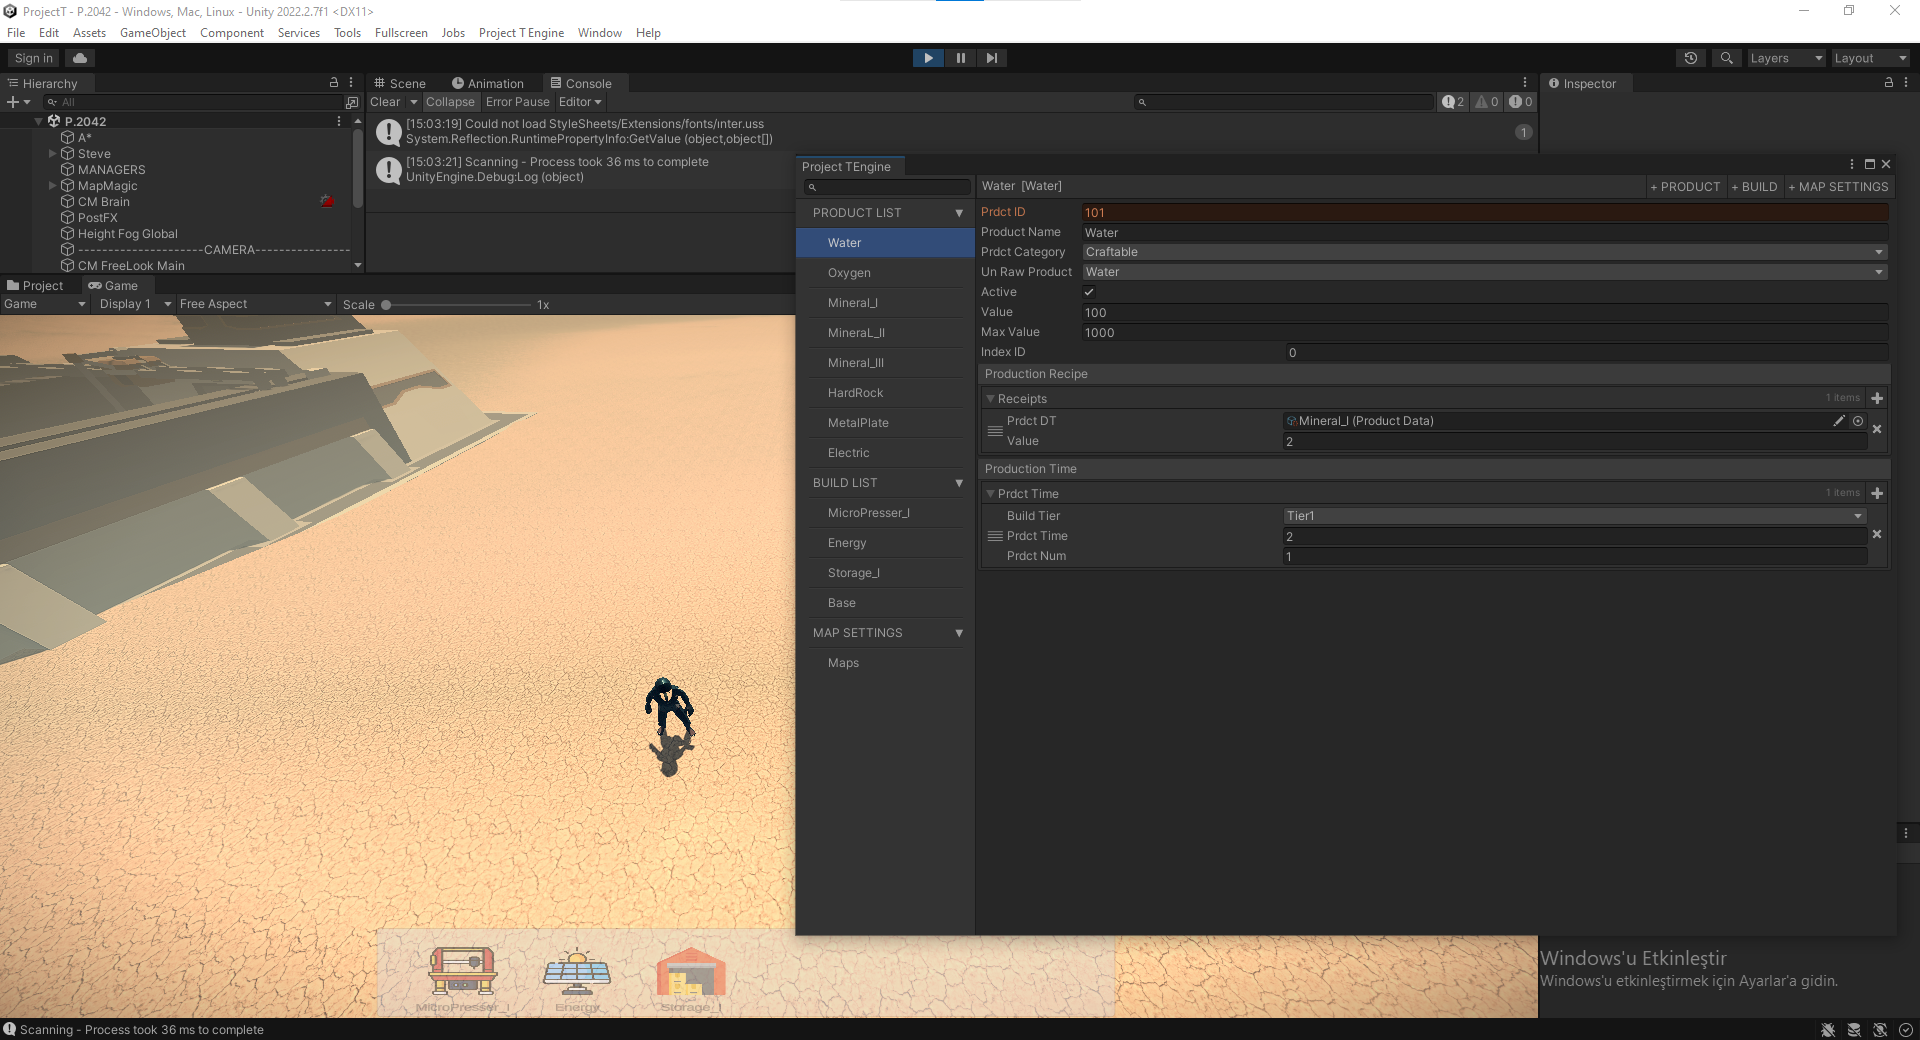 ProjectT - P.2042 - Windows, Mac, Linux - Unity 2022.2.7f1 <DX11>
File Edit Assets GameObject Component Services Tools Fullscreen Jobs Project T Engine Window Help
Sign in
Layers
Layout
Hierarchy
All
P.2042
A*
Steve
MANAGERS
MapMagic
CM Brain
PostFX
Height Fog Global
----------------------CAMERA----------------
CM FreeLook Main
Scene Animation Console
Clear Collapse Error Pause Editor
2 0 0
[15:03:19] Could not load StyleSheets/Extensions/fonts/ınter.uss
System.Reflection.RuntimePropertyInfo:GetValue (object,object[])
1
[15:03:21] Scanning - Process took 36 ms to complete
UnityEngine.Debug:Log (object)
Inspector
Project Game
Game Display 1 Free Aspect Scale 1x
Project TEngine
PRODUCT LIST
Water
Oxygen
Mineral_I
MineraL_II
Mineral_III
HardRock
MetalPlate
Electric
BUILD LIST
MicroPresser_I
Energy
Storage_I
Base
MAP SETTINGS
Maps
Water [Water]
+ PRODUCT + BUILD + MAP SETTINGS
Prdct ID 101
Product Name Water
Prdct Category Craftable
Un Raw Product Water
Active
Value 100
Max Value 1000
Index ID 0
Production Recipe
Receipts 1 items
Prdct DT Mineral_I (Product Data)
Value 2
Production Time
Prdct Time 1 items
Build Tier Tier1
Prdct Time 2
Prdct Num 1
MicroPresser_I Energy Storage_I
Windows'u Etkinleştir
Windows'u etkinleştirmek için Ayarlar'a gidin.
Scanning - Process took 36 ms to complete